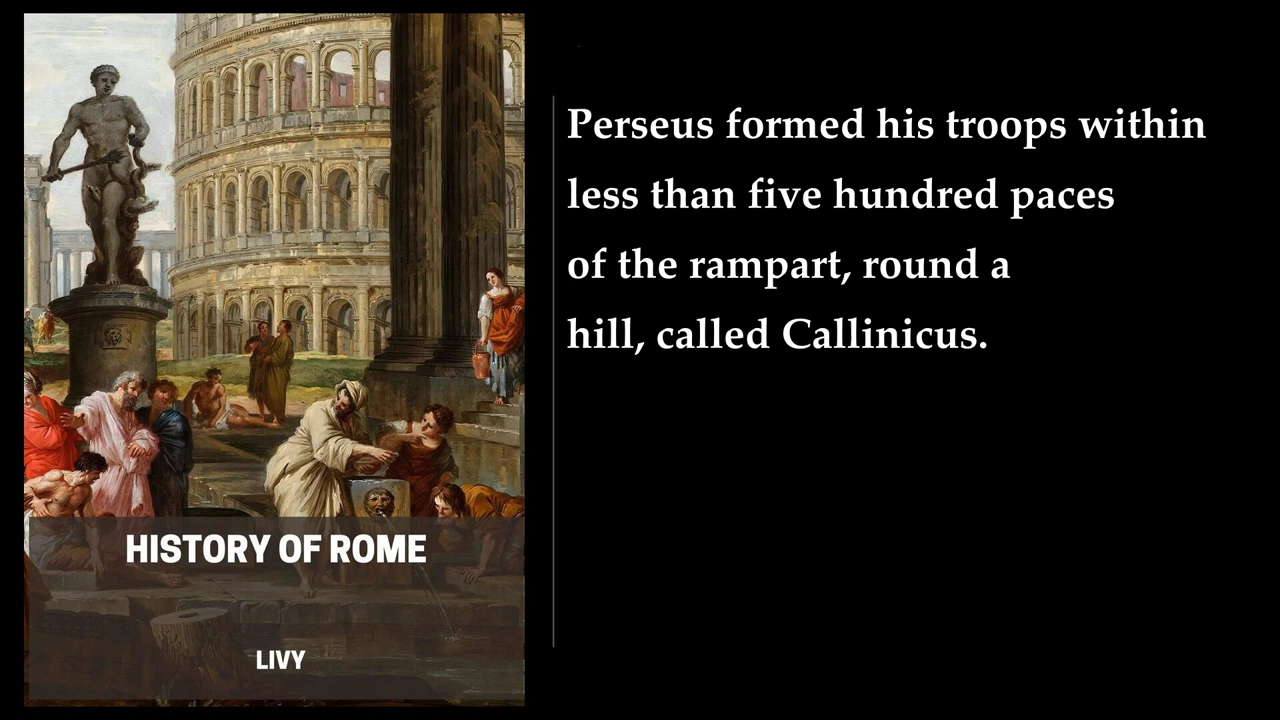 HISTORY OF ROME
LIVY
Perseus formed his troops within
less than five hundred paces
of the rampart, round a
hill, called Callinicus.